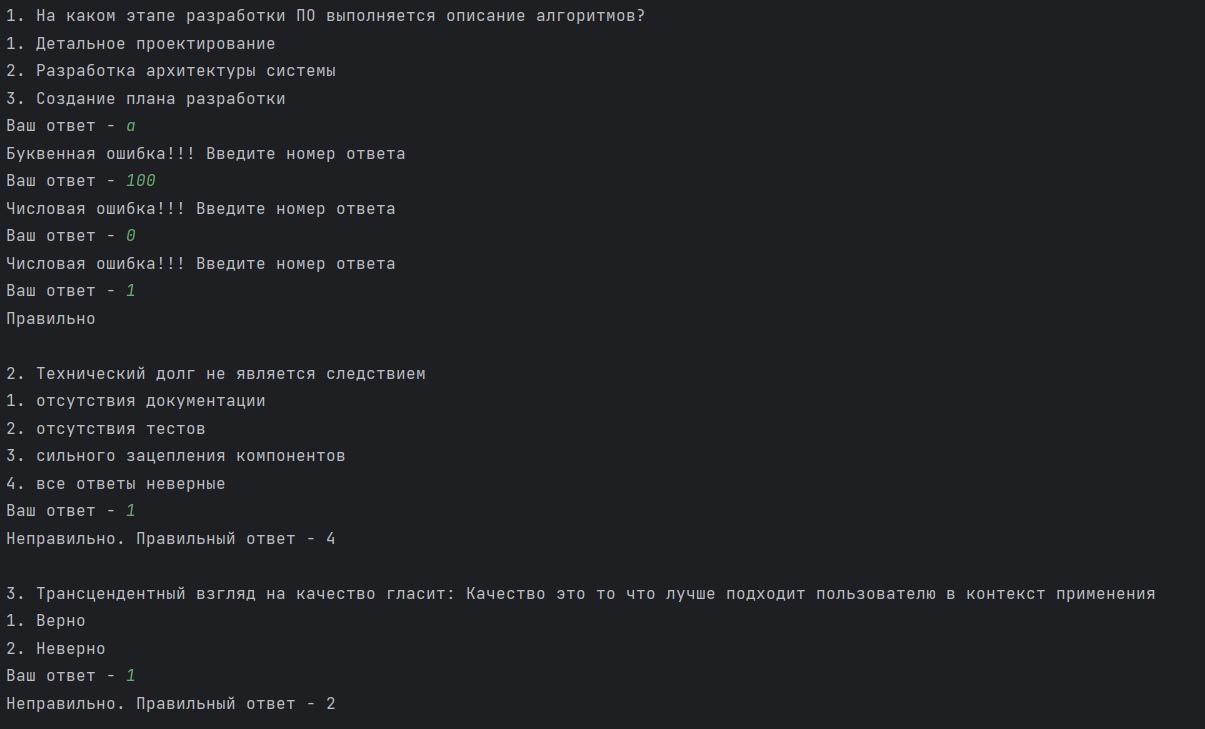 1. На каком этапе разработки ПО выполняется описание алгоритмов?
1. Детальное проектирование
2. Разработка архитектуры системы
3. Создание плана разработки
Ваш ответ - а
Буквенная ошибка!!! Введите номер ответа
Ваш ответ - 100
Числовая ошибка!!! Введите номер ответа
Ваш ответ - 0
Числовая ошибка!!! Введите номер ответа
Ваш ответ - 1
Правильно

2. Технический долг не является следствием
1. отсутствия документации
2. отсутствия тестов
3. сильного зацепления компонентов
4. все ответы неверные
Ваш ответ - 1
Неправильно. Правильный ответ - 4

3. Трансцендентный взгляд на качество гласит: Качество это то что лучше подходит пользователю в контекст применения
1. Верно
2. Неверно
Ваш ответ - 1
Неправильно. Правильный ответ - 2